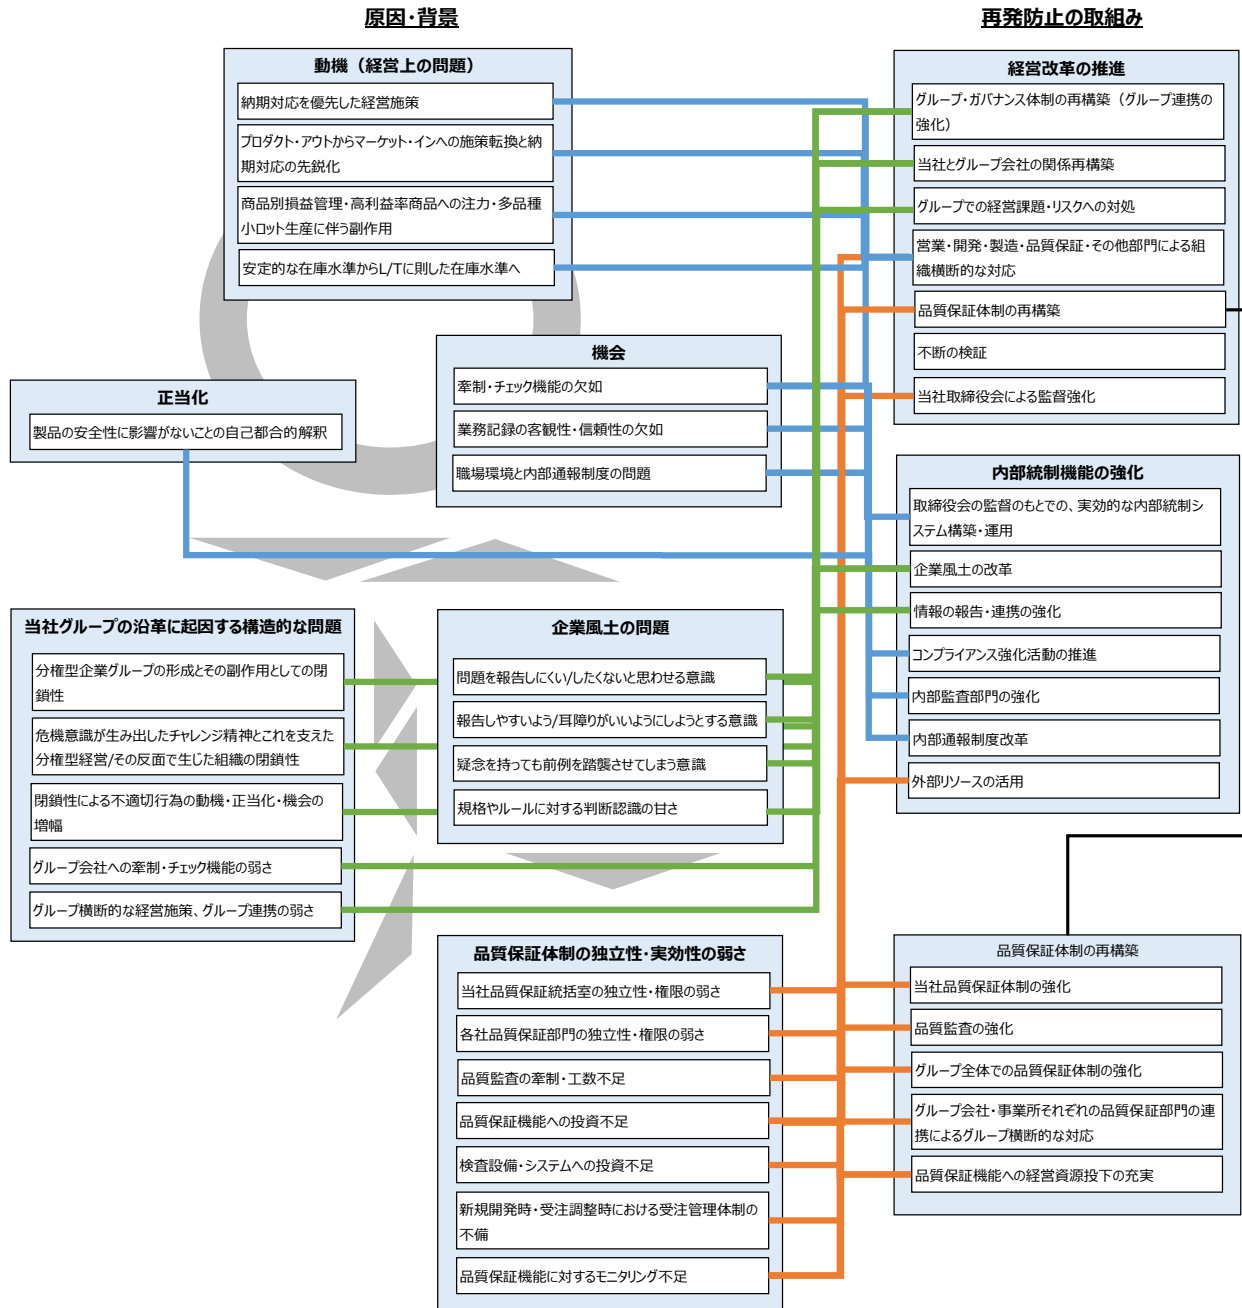 原因・背景
動機（経営上の問題）
納期対応を優先した経営施策
プロダクト・アウトからマーケット・インへの施策転換と納
期対応の先鋭化
商品別損益管理・高利益率商品への注力・多品種
小ロット生産に伴う副作用
安定的な在庫水準からL/Tに則した在庫水準へ
機会
牽制・チェック機能の欠如
業務記録の客観性・信頼性の欠如
職場環境と内部通報制度の問題
正当化
製品の安全性に影響がないことの自己都合的解釈
当社グループの沿革に起因する構造的な問題
分権型企業グループの形成とその副作用としての閉
鎖性
危機意識が生み出したチャレンジ精神とこれを支えた
分権型経営/その反面で生じた組織の閉鎖性
閉鎖性による不適切行為の動機・正当化・機会の
増幅
グループ会社への牽制・チェック機能の弱さ
グループ横断的な経営施策、グループ連携の弱さ
企業風土の問題
問題を報告しにくい/したくないと思わせる意識
報告しやすいよう/耳障りがいいようにしようとする意識
疑念を持っても前例を踏襲させてしまう意識
規格やルールに対する判断認識の甘さ
品質保証体制の独立性・実効性の弱さ
当社品質保証統括室の独立性・権限の弱さ
各社品質保証部門の独立性・権限の弱さ
品質監査の牽制・工数不足
品質保証機能への投資不足
検査設備・システムへの投資不足
新規開発時・受注調整時における受注管理体制の
不備
品質保証機能に対するモニタリング不足
再発防止の取組み
経営改革の推進
グループ・ガバナンス体制の再構築（グループ連携の
強化）
当社とグループ会社の関係再構築
グループでの経営課題・リスクへの対処
営業・開発・製造・品質保証・その他部門による組
織横断的な対応
品質保証体制の再構築
不断の検証
当社取締役会による監督強化
内部統制機能の強化
取締役会の監督のもとでの、実効的な内部統制シ
ステム構築・運用
企業風土の改革
情報の報告・連携の強化
コンプライアンス強化活動の推進
内部監査部門の強化
内部通報制度改革
外部リソースの活用
品質保証体制の再構築
当社品質保証体制の強化
品質監査の強化
グループ全体での品質保証体制の強化
グループ会社・事業所それぞれの品質保証部門の連
携によるグループ横断的な対応
品質保証機能への経営資源投下の充実